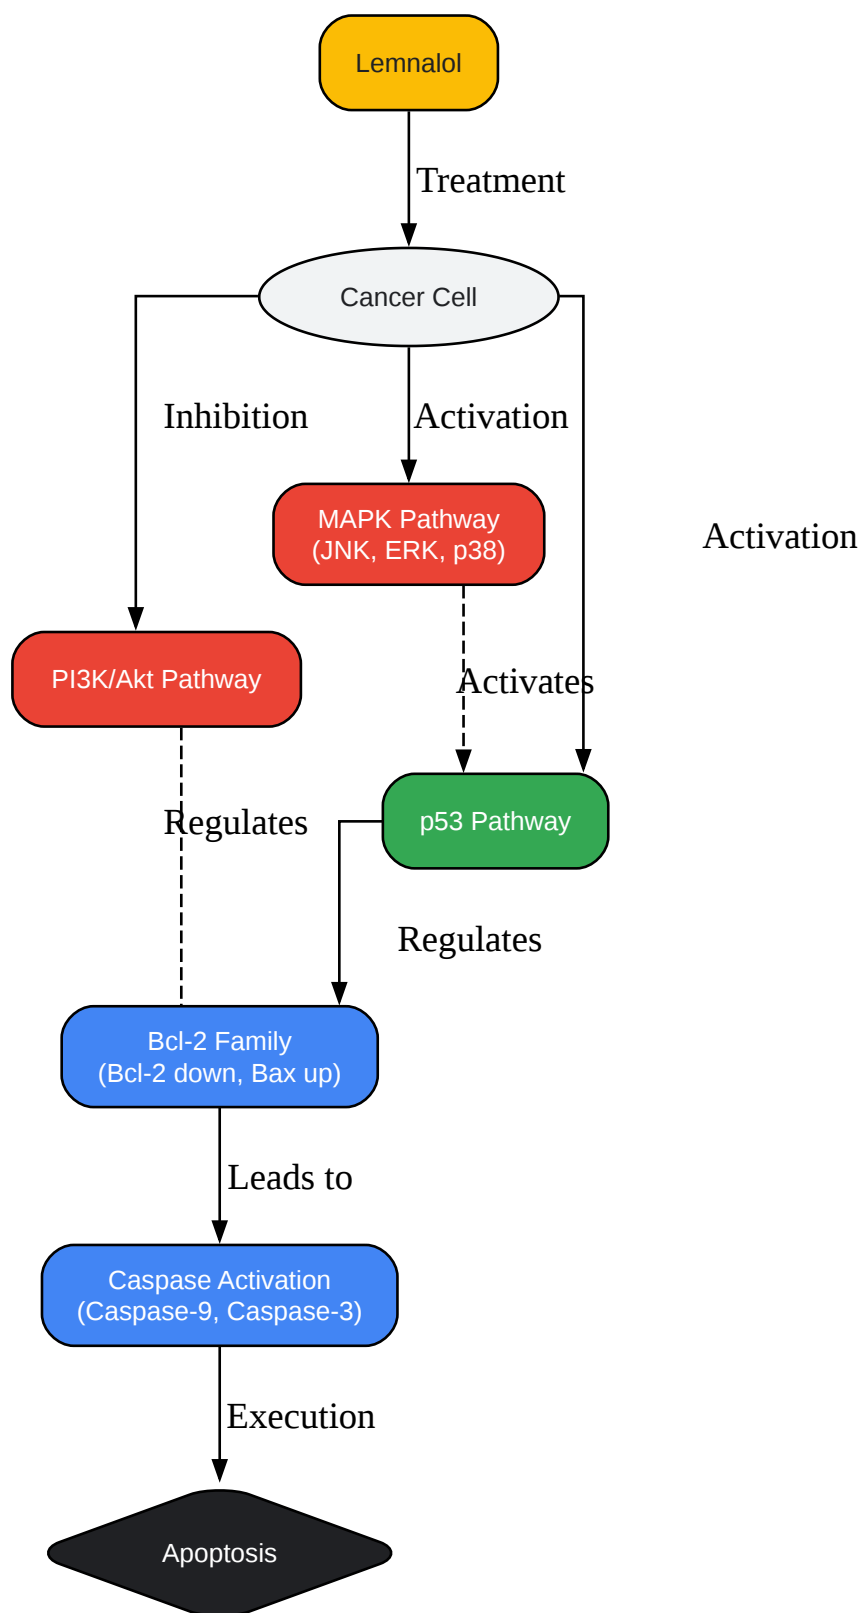 Lemnalol
Treatment
Cancer Cell
Inhibition
Activation
MAPK Pathway
(JNK, ERK, p38)
Activation
PI3K/Akt Pathway
Activates
Regulates
p53 Pathway
Regulates
Bcl-2 Family
(Bcl-2 down, Bax up)
Leads to
Caspase Activation
(Caspase-9, Caspase-3)
Execution
Apoptosis